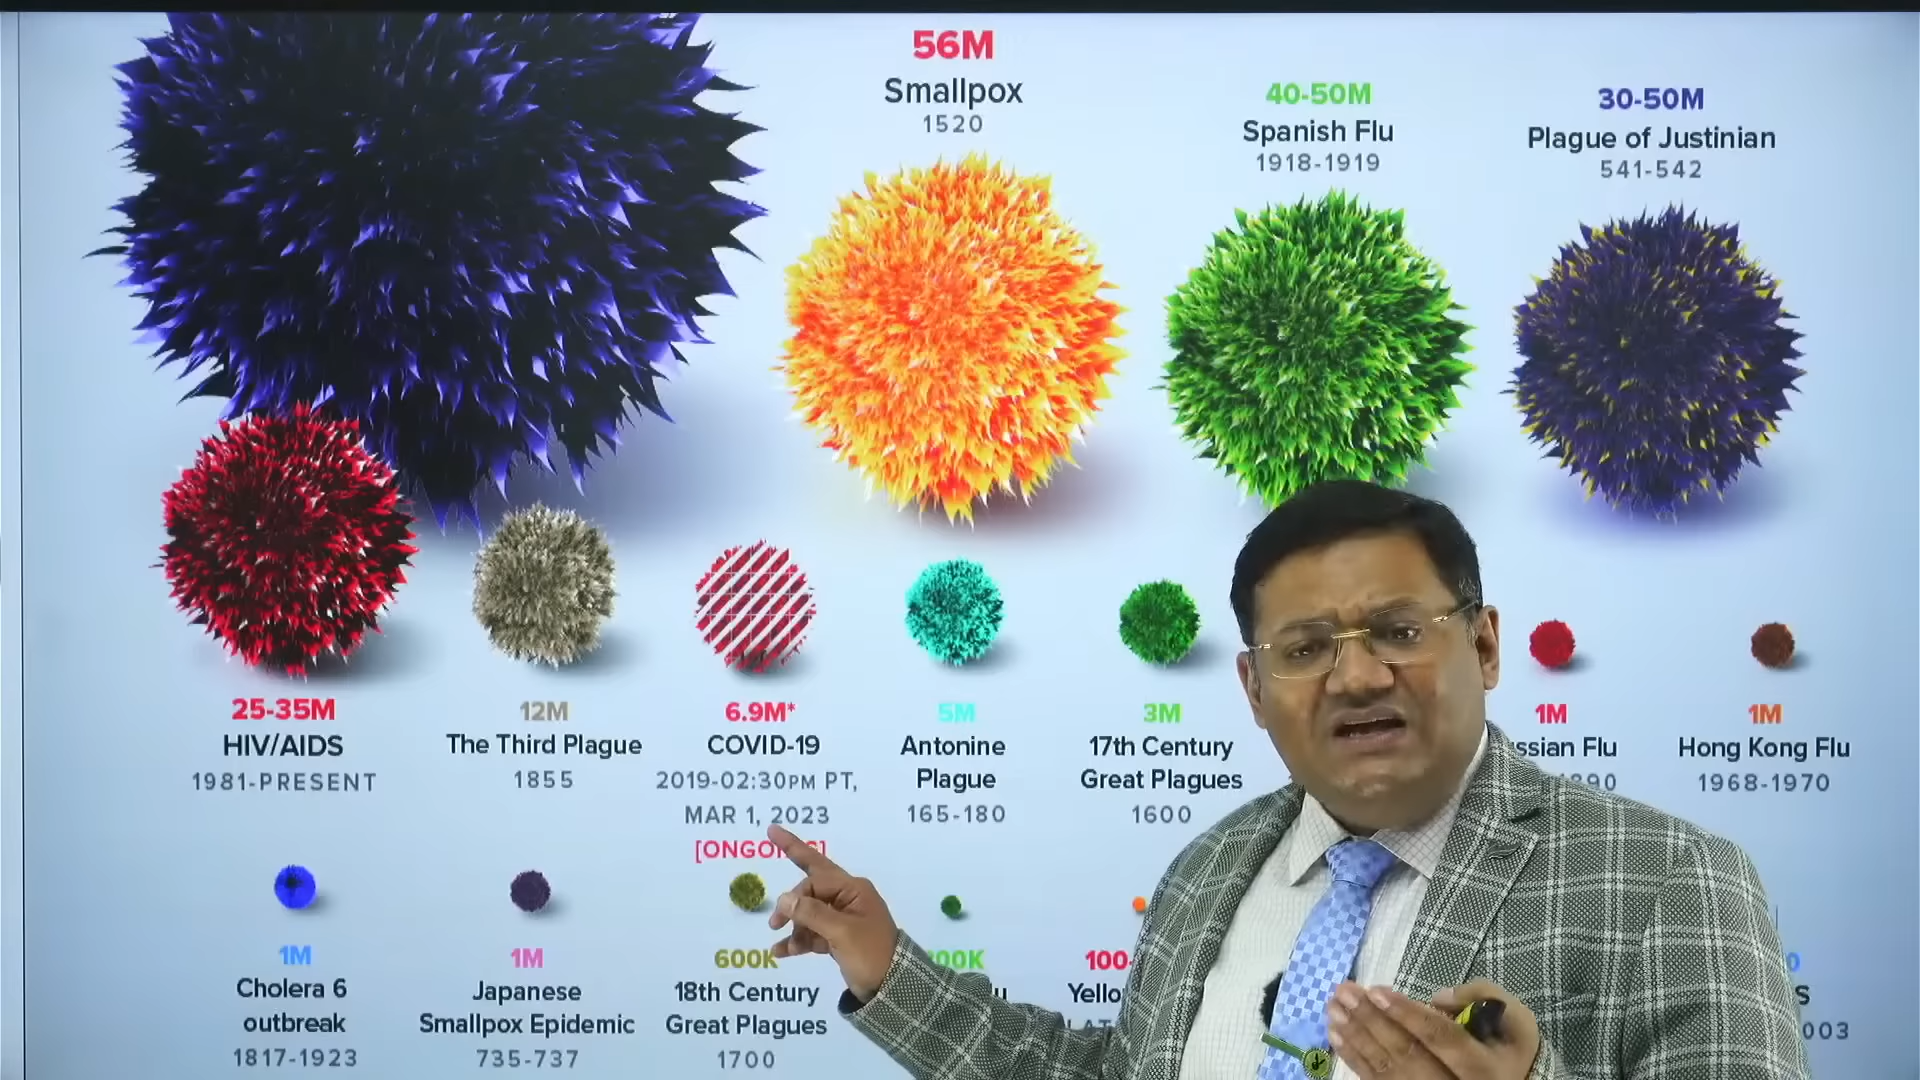 56M
Smallpox
1520
40-50M
Spanish Flu
1918-1919
30-50M
Plague of Justinian
541-542
25-35M
HIV/AIDS
1981-PRESENT
12M
The Third Plague
1855
6.9M*
COVID-19
2019-02:30PM PT,
MAR 1, 2023
5M
Antonine
Plague
165-180
3M
17th Century
Great Plagues
1600
1M
Flu
1M
Hong Kong Flu
1968-1970
1M
Cholera 6
outbreak
1817-1923
1M
Japanese
Smallpox Epidemic
735-737
600K
18th Century
Great Plagues
1700